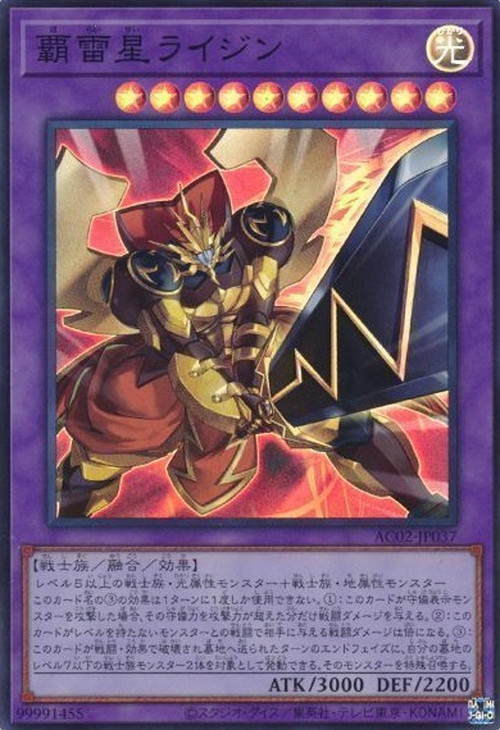 覇雷星ライジン
光
AC02-JP037
【戦士族/融合/効果】
レベル5以上の戦士族・光属性モンスター+戦士族・地属性モンスター
このカード名の③の効果は1ターンに1度しか使用できない。①:このカードが守備表示モン
スターを攻撃した場合、その守備力を攻撃力が超えた分だけ戦闘ダメージを与える。②:この
カードがレベルを持たないモンスターとの戦闘で相手に与える戦闘ダメージは倍になる。③:
このカードが戦闘・効果で破壊され墓地へ送られたターンのエンドフェイズに、自分の墓地の
レベル7以下の戦士族モンスター2体を対象として発動できる。そのモンスターを特殊召喚する。
ATK/3000 DEF/2200
99991455 ©スタジオ・ダイス/集英社・テレビ東京・KONAMI